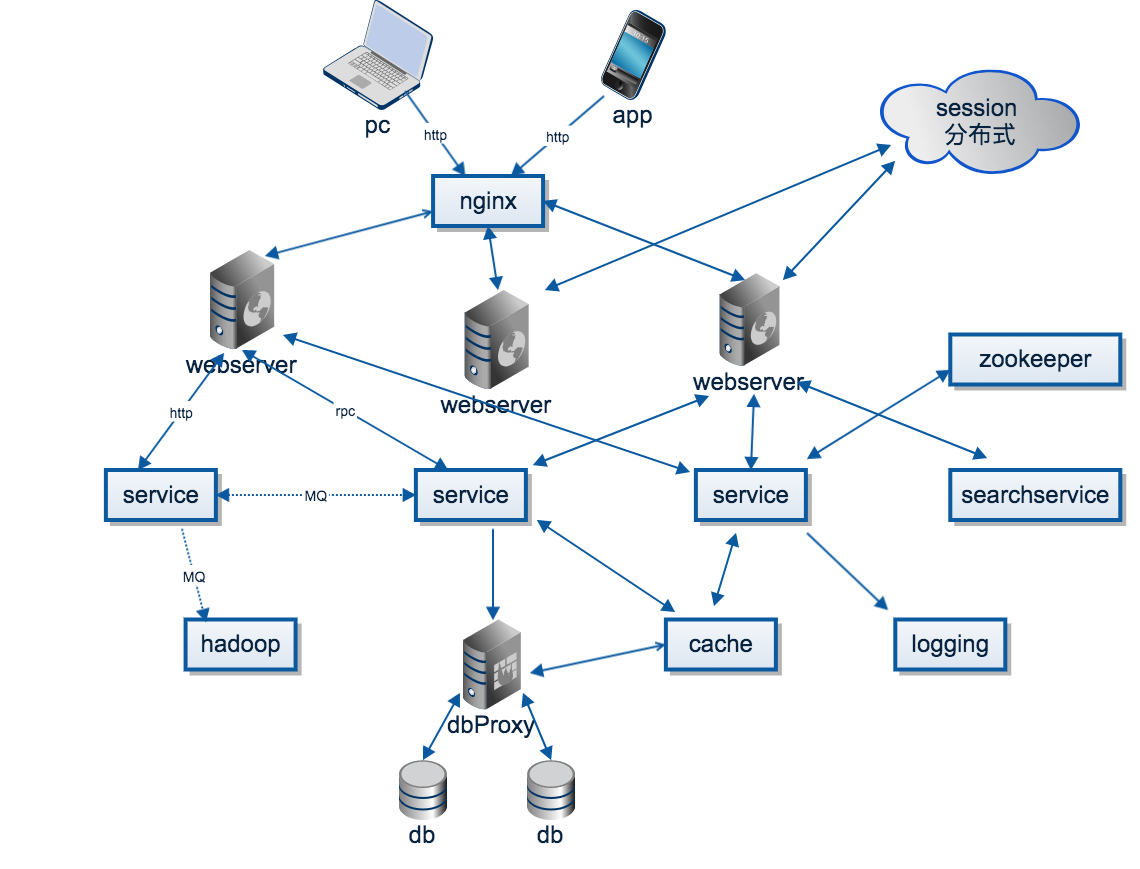 pc
app
http
http
session
分布式
nginx
webserver
webserver
webserver
zookeeper
http
rpc
service
MQ
service
service
searchservice
MQ
hadoop
cache
logging
dbProxy
db
db